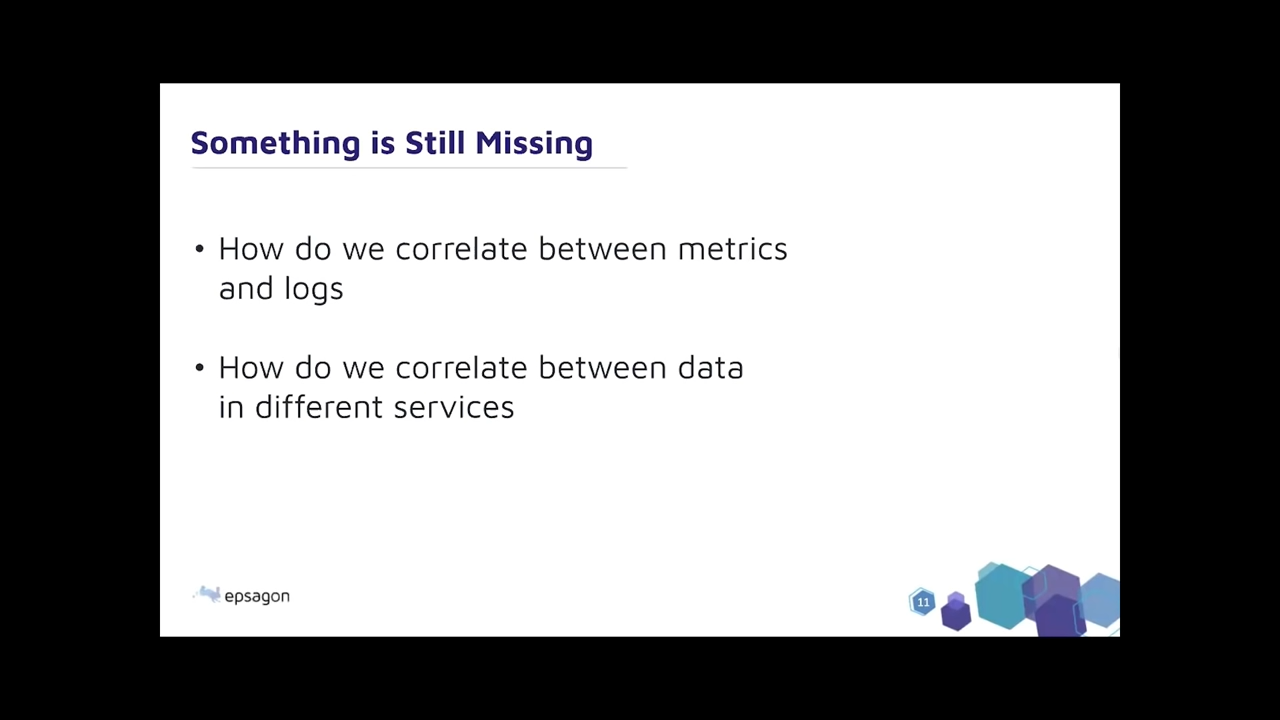 Something is Still Missing
• How do we correlate between metrics
and logs
• How do we correlate between data
in different services
epsagon
11